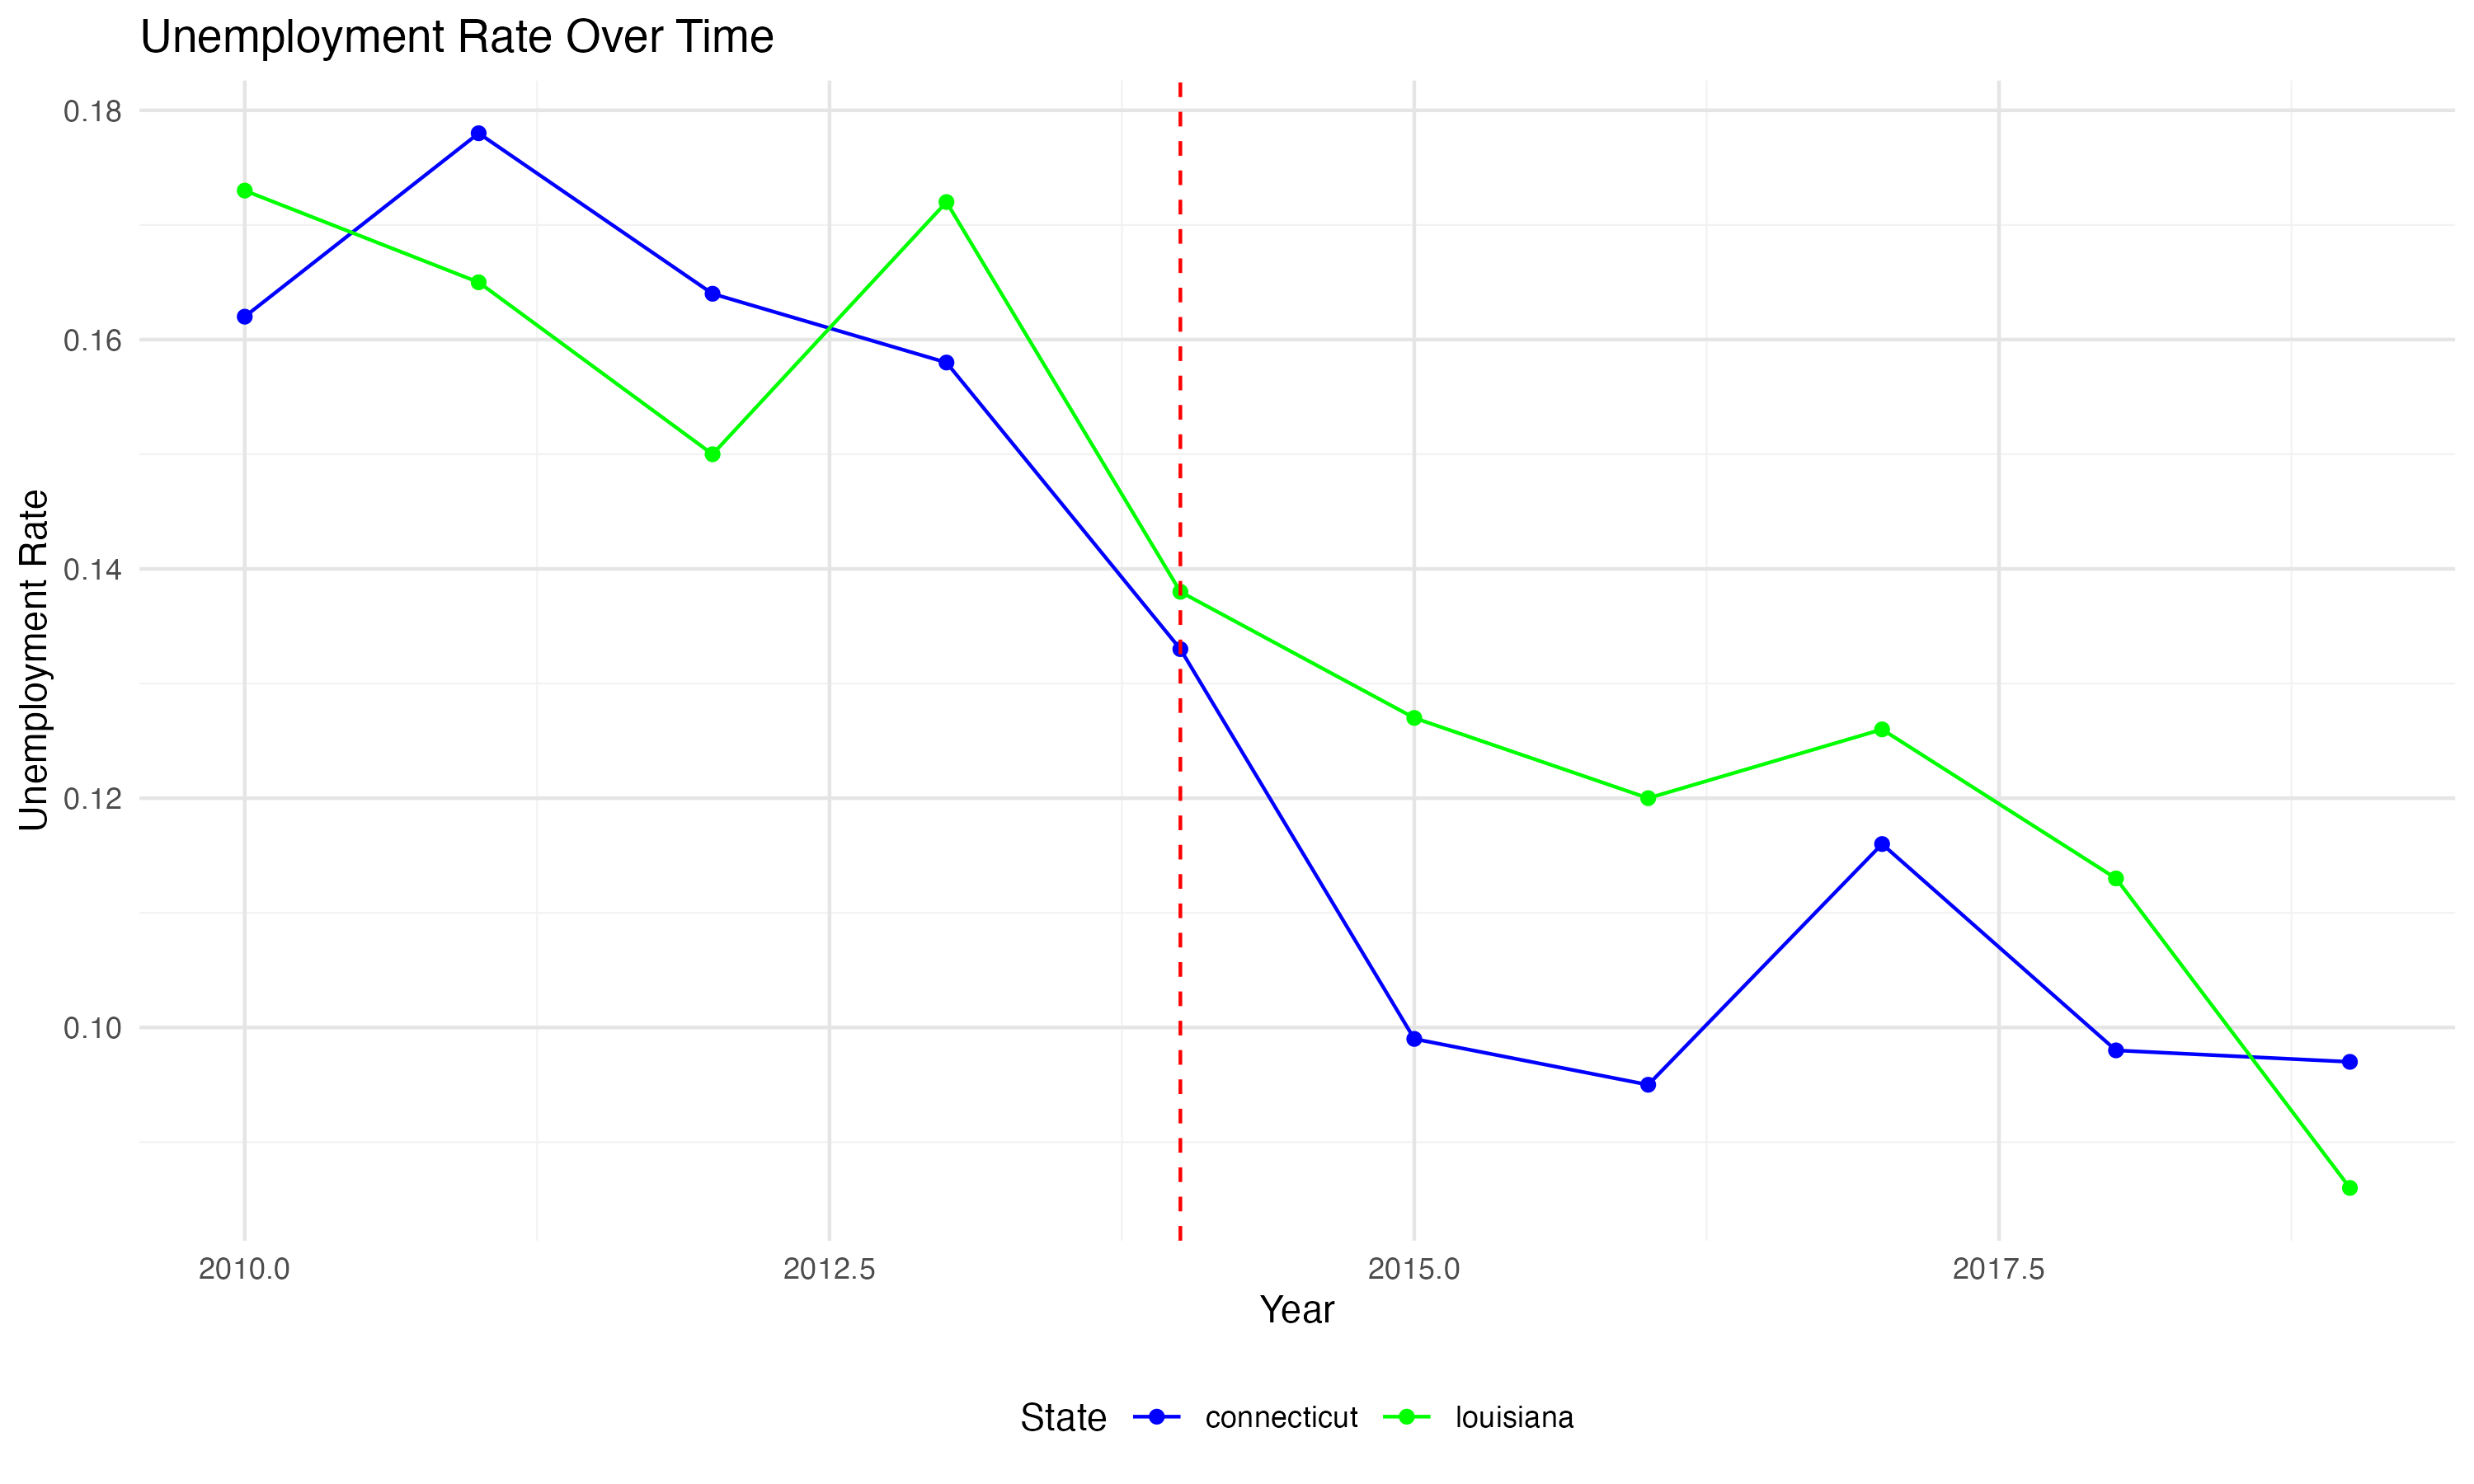 Unemployment Rate Over Time
Unemployment Rate
0.18
0.16
0.14
0.12
0.10
2010.0 2012.5 2015.0 2017.5
Year
State connecticut louisiana